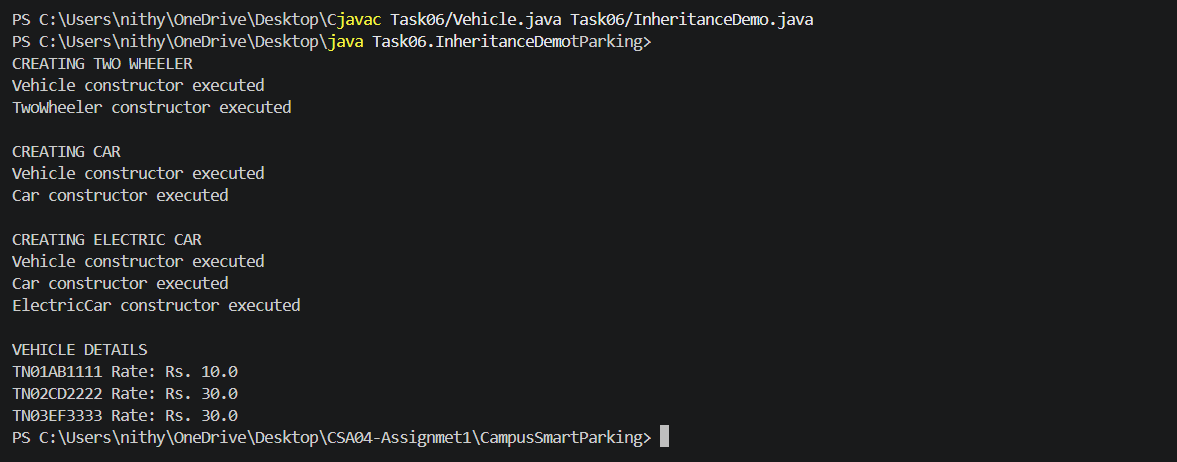 PS C:\Users\nithy\OneDrive\Desktop\Cjavac Task06/Vehicle.java Task06/InheritanceDemo.java
PS C:\Users\nithy\OneDrive\Desktop\java Task06.InheritanceDemotParking>
CREATING TWO WHEELER
Vehicle constructor executed
TwoWheeler constructor executed
CREATING CAR
Vehicle constructor executed
Car constructor executed
CREATING ELECTRIC CAR
Vehicle constructor executed
Car constructor executed
ElectricCar constructor executed
VEHICLE DETAILS
TN01AB1111 Rate: Rs. 10.0
TN02CD2222 Rate: Rs. 30.0
TN03EF3333 Rate: Rs. 30.0
PS C:\Users\nithy\OneDrive\Desktop\CSA04-Assignmet1\CampusSmartParking>